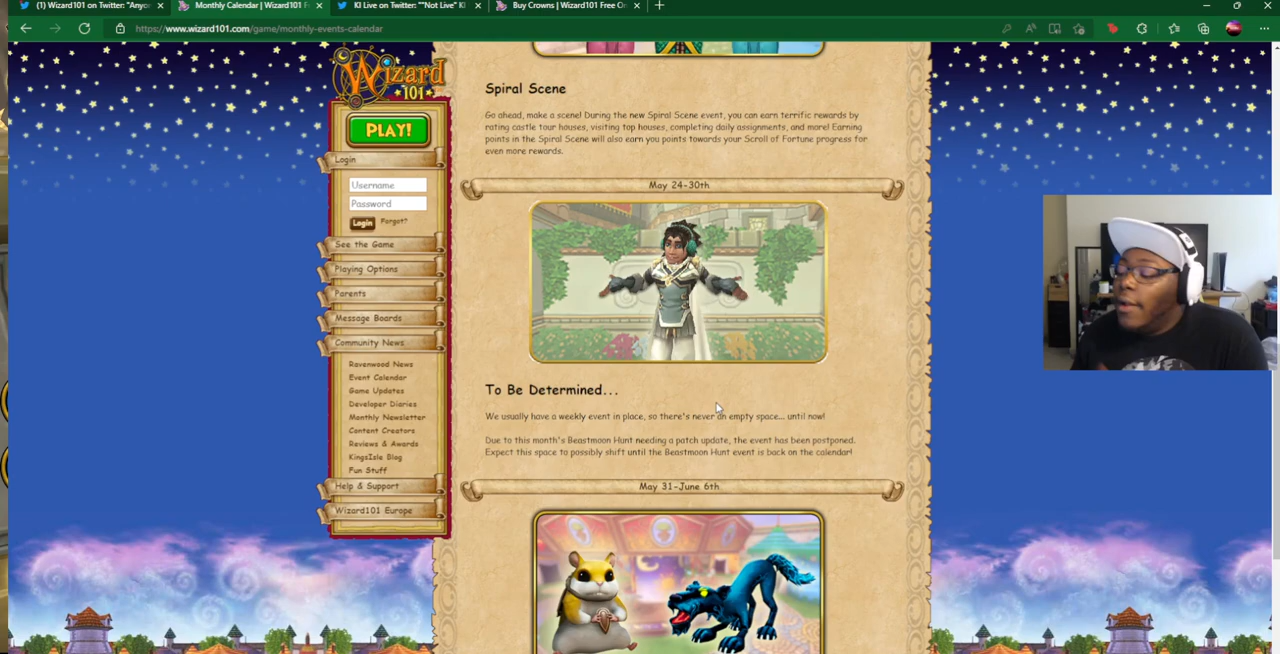 (1) Wizard101 on Twitter: "Anyon
Monthly Calendar | Wizard101 F
KI Live on Twitter: ""Not Live" KI
Buy Crowns | Wizard101 Free On
https://www.wizard101.com/game/monthly-events-calendar
Wizard
101
PLAY!
Login
Username
Password
Login Forgot?
See the Game
Playing Options
Parents
Message Boards
Community News
Ravenwood News
Event Calendar
Game Updates
Developer Diaries
Monthly Newsletter
Content Creators
Reviews & Awards
KingsIsle Blog
Fun Stuff
Help & Support
Wizard101 Europe
Spiral Scene
Go ahead, make a scene! During the new Spiral Scene event, you can earn terrific rewards by
rating castle tour houses, visiting top houses, completing daily assignments, and more! Earning
points in the Spiral Scene will also earn you points towards your Scroll of Fortune progress for
even more rewards.
May 24-30th
To Be Determined...
We usually have a weekly event in place, so there's never an empty space... until now!
Due to this month's Beastmoon Hunt needing a patch update, the event has been postponed.
Expect this space to possibly shift until the Beastmoon Hunt event is back on the calendar!
May 31-June 6th